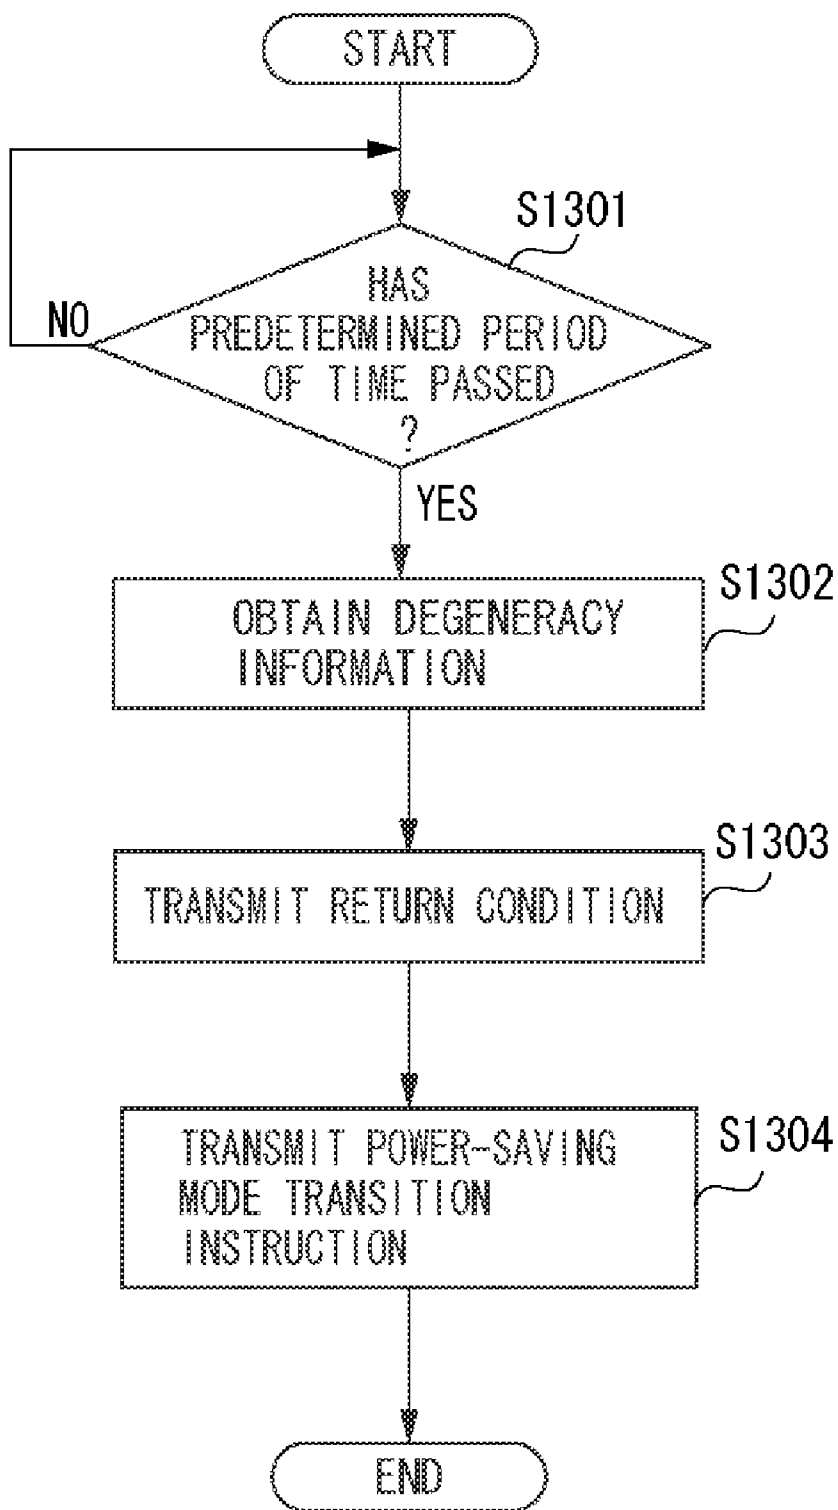 START
S1301
HAS
PREDETERMINED PERIOD
OF TIME PASSED
?
NO
YES
S1302
OBTAIN DEGENERACY
INFORMATION
S1303
TRANSMIT RETURN CONDITION
S1304
TRANSMIT POWER-SAVING
MODE TRANSITION
INSTRUCTION
END